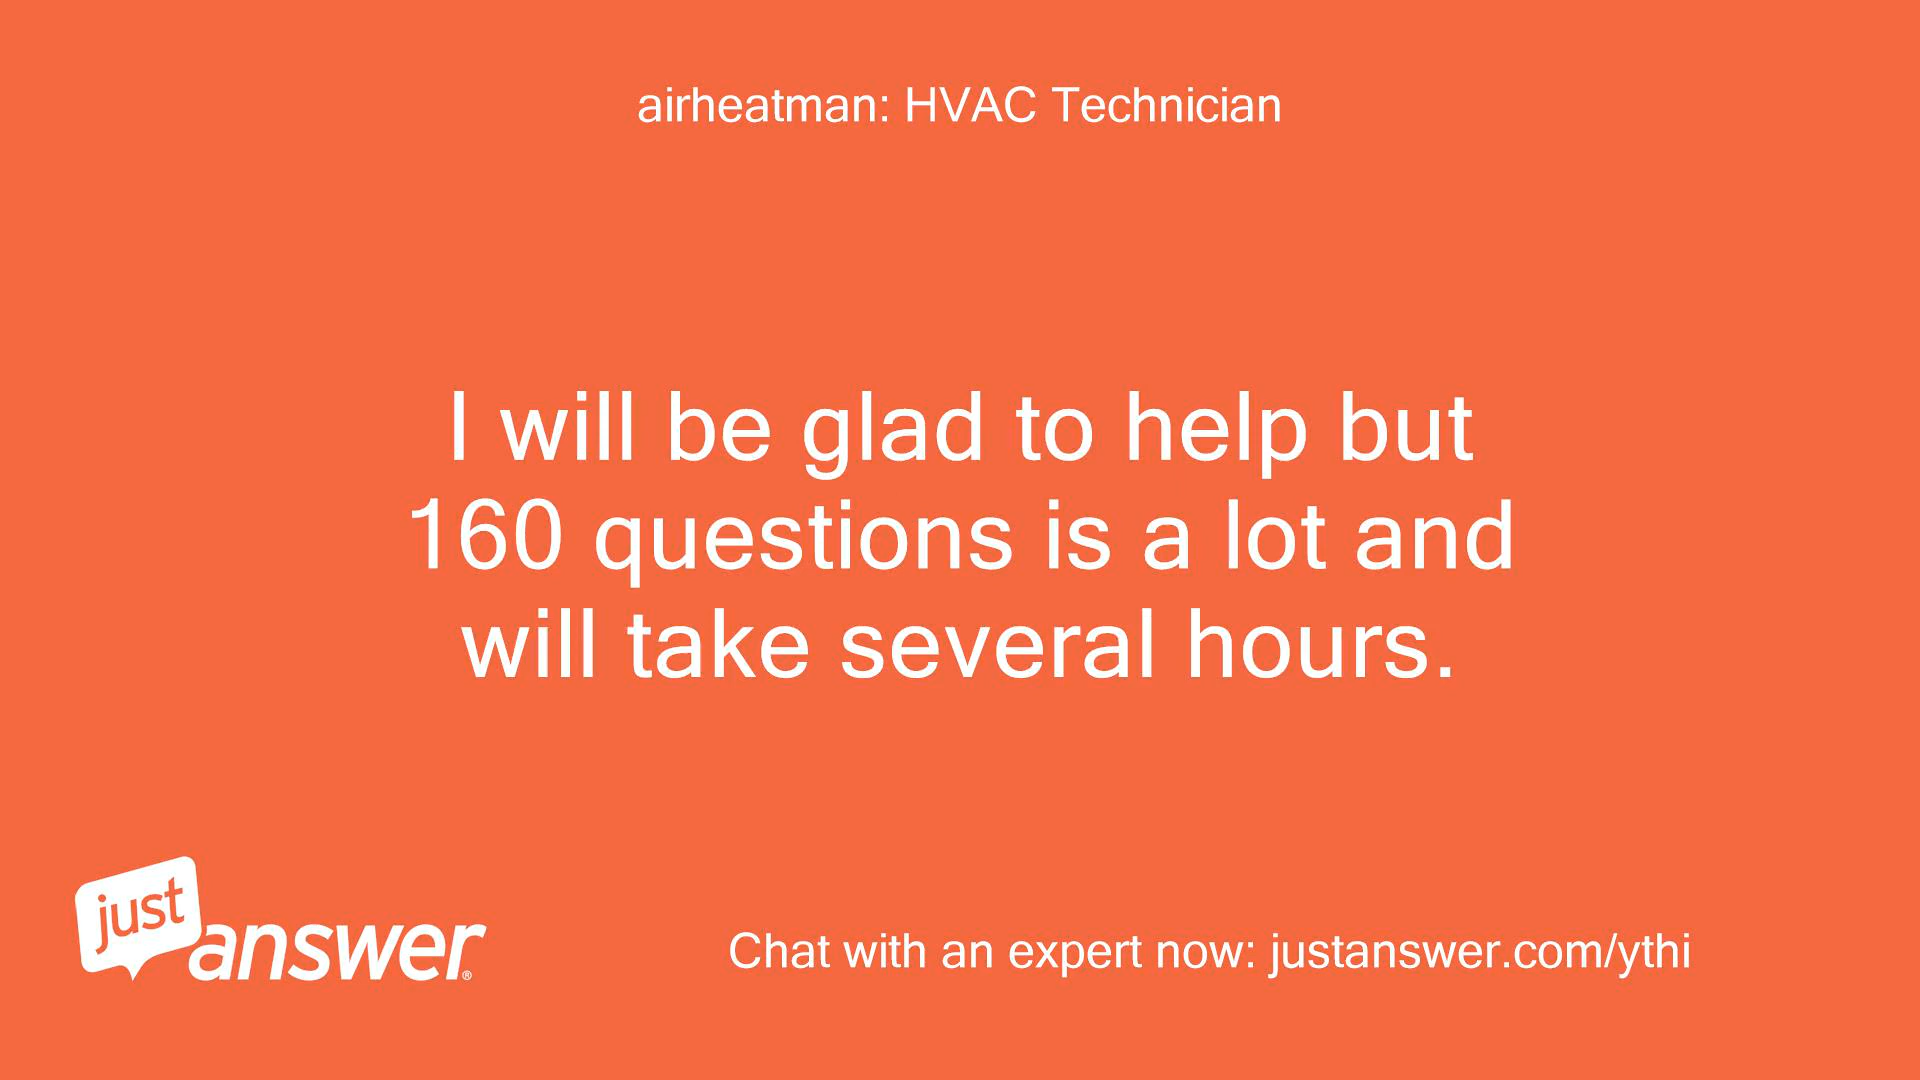 airheatman: HVAC Technician
I will be glad to help but
160 questions is a lot and
will take several hours.
just
answer®
Chat with an expert now: justanswer.com/ythi